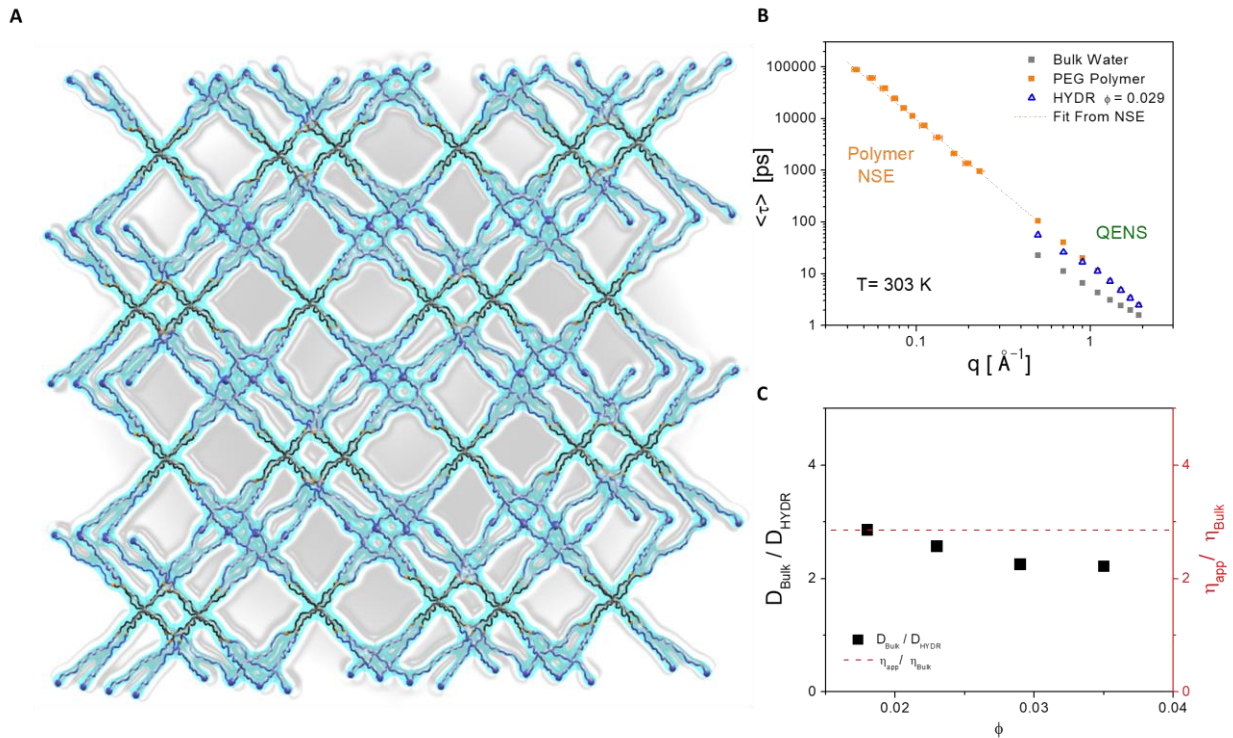 A
B
100000
10000
1000
100
10
1
<τ> [ps]
Bulk Water
PEG Polymer
HYDR ϕ = 0.029
Fit From NSE
Polymer
NSE
QENS
T= 303 K
0.1
1
q [ Å⁻¹]
C
4
2
0
D_Bulk / D_HYDR
D_Bulk / D_HYDR
η_app / η_Bulk
4
2
0
η_app / η_Bulk
0.02
0.03
0.04
ϕ